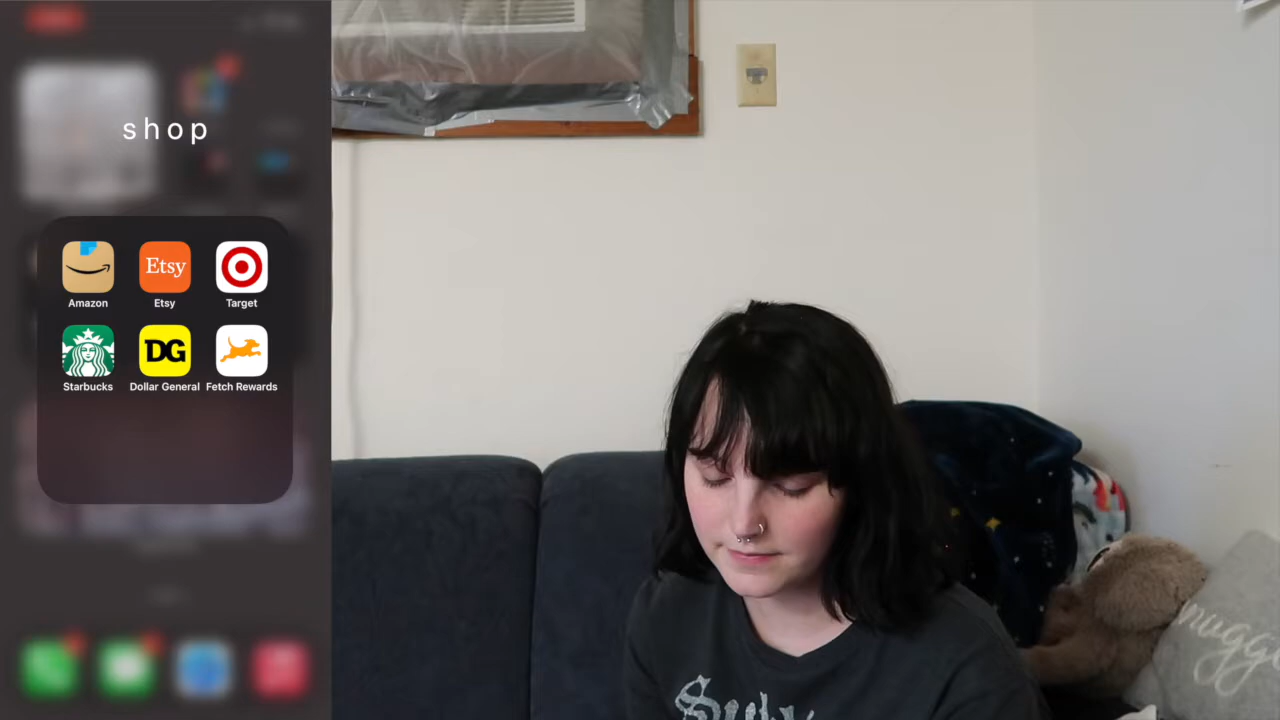 shop
Etsy
Amazon
Etsy
Target
DG
Starbucks
Dollar General
Fetch Rewards